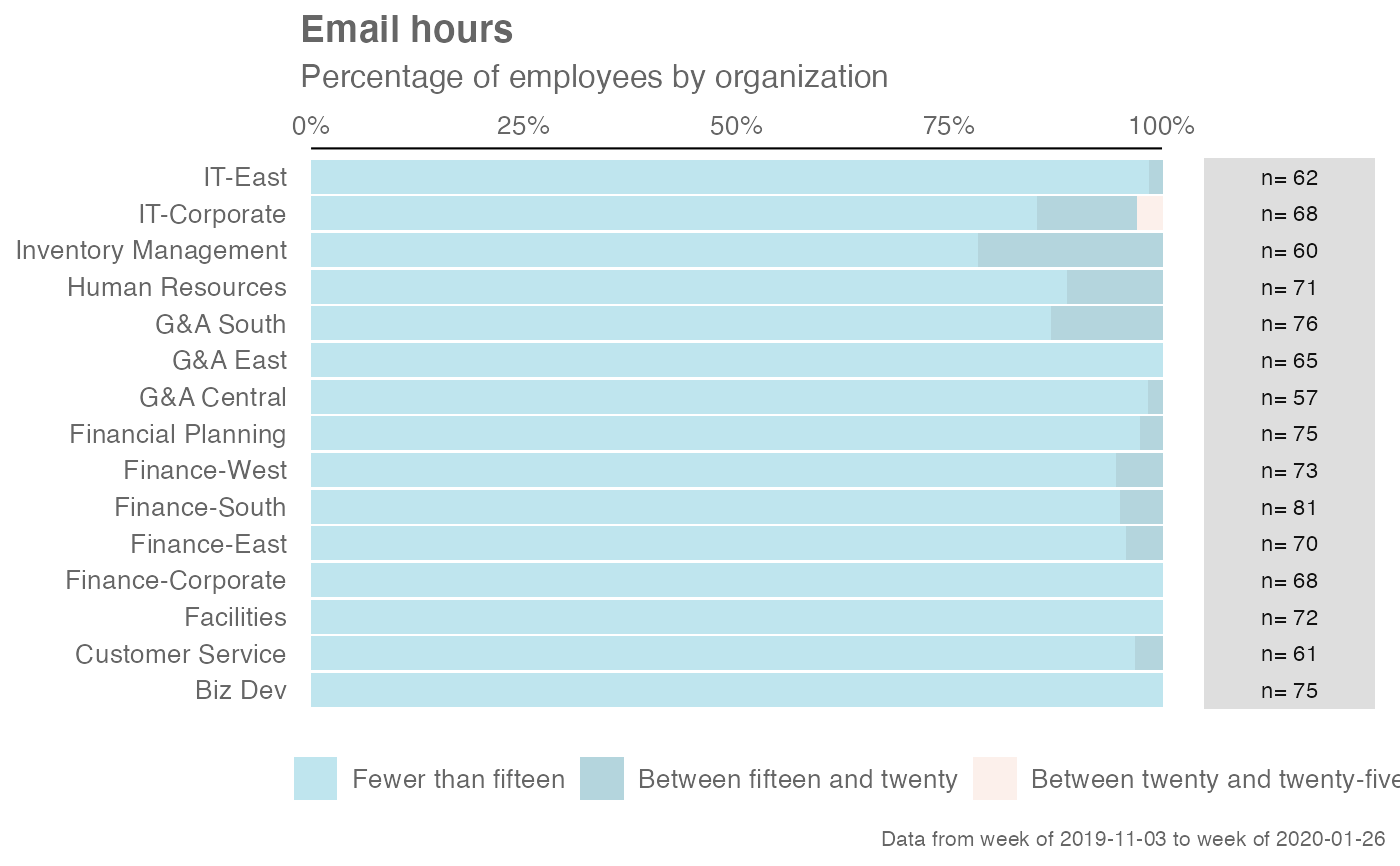 Email hours
Percentage of employees by organization
0% 25% 50% 75% 100%
IT-East n= 62
IT-Corporate n= 68
Inventory Management n= 60
Human Resources n= 71
G&A South n= 76
G&A East n= 65
G&A Central n= 57
Financial Planning n= 75
Finance-West n= 73
Finance-South n= 81
Finance-East n= 70
Finance-Corporate n= 68
Facilities n= 72
Customer Service n= 61
Biz Dev n= 75
Fewer than fifteen Between fifteen and twenty Between twenty and twenty-five
Data from week of 2019-11-03 to week of 2020-01-26